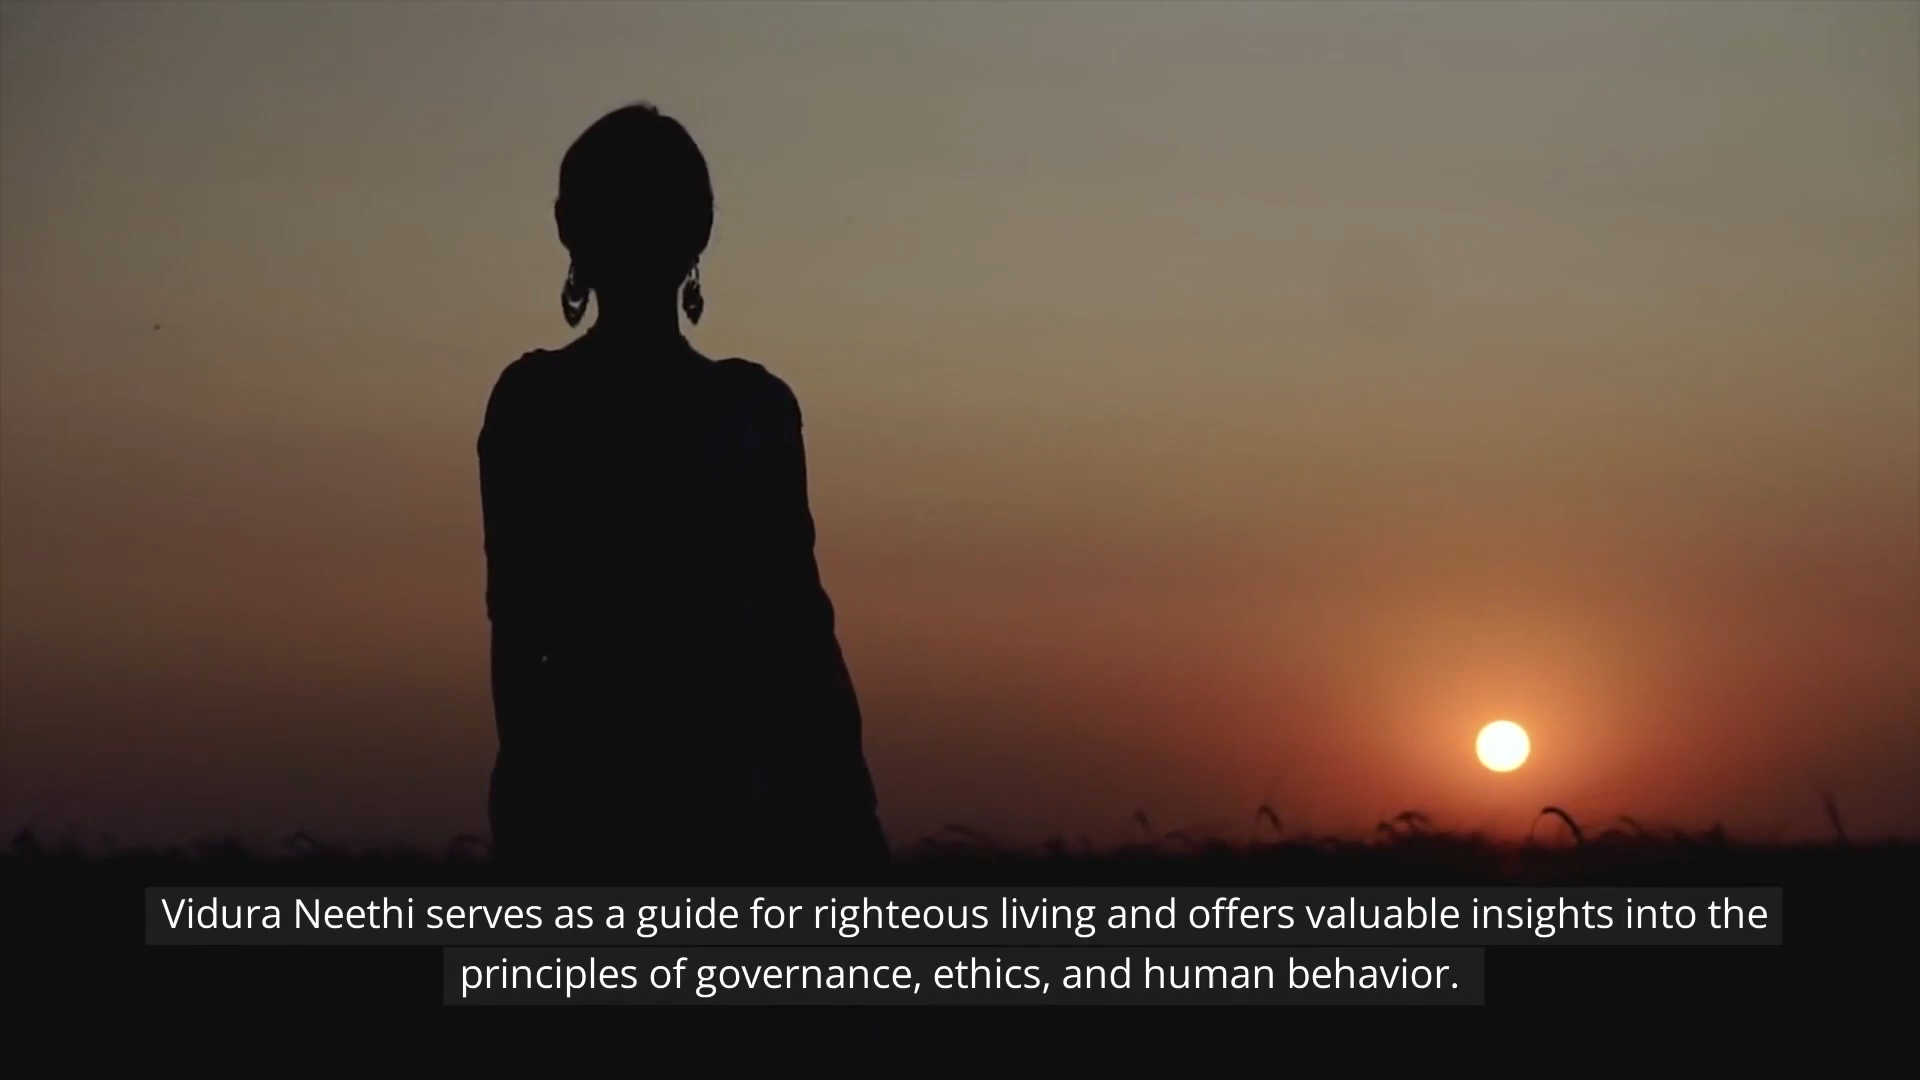 Vidura Neethi serves as a guide for righteous living and offers valuable insights into the
principles of governance, ethics, and human behavior.